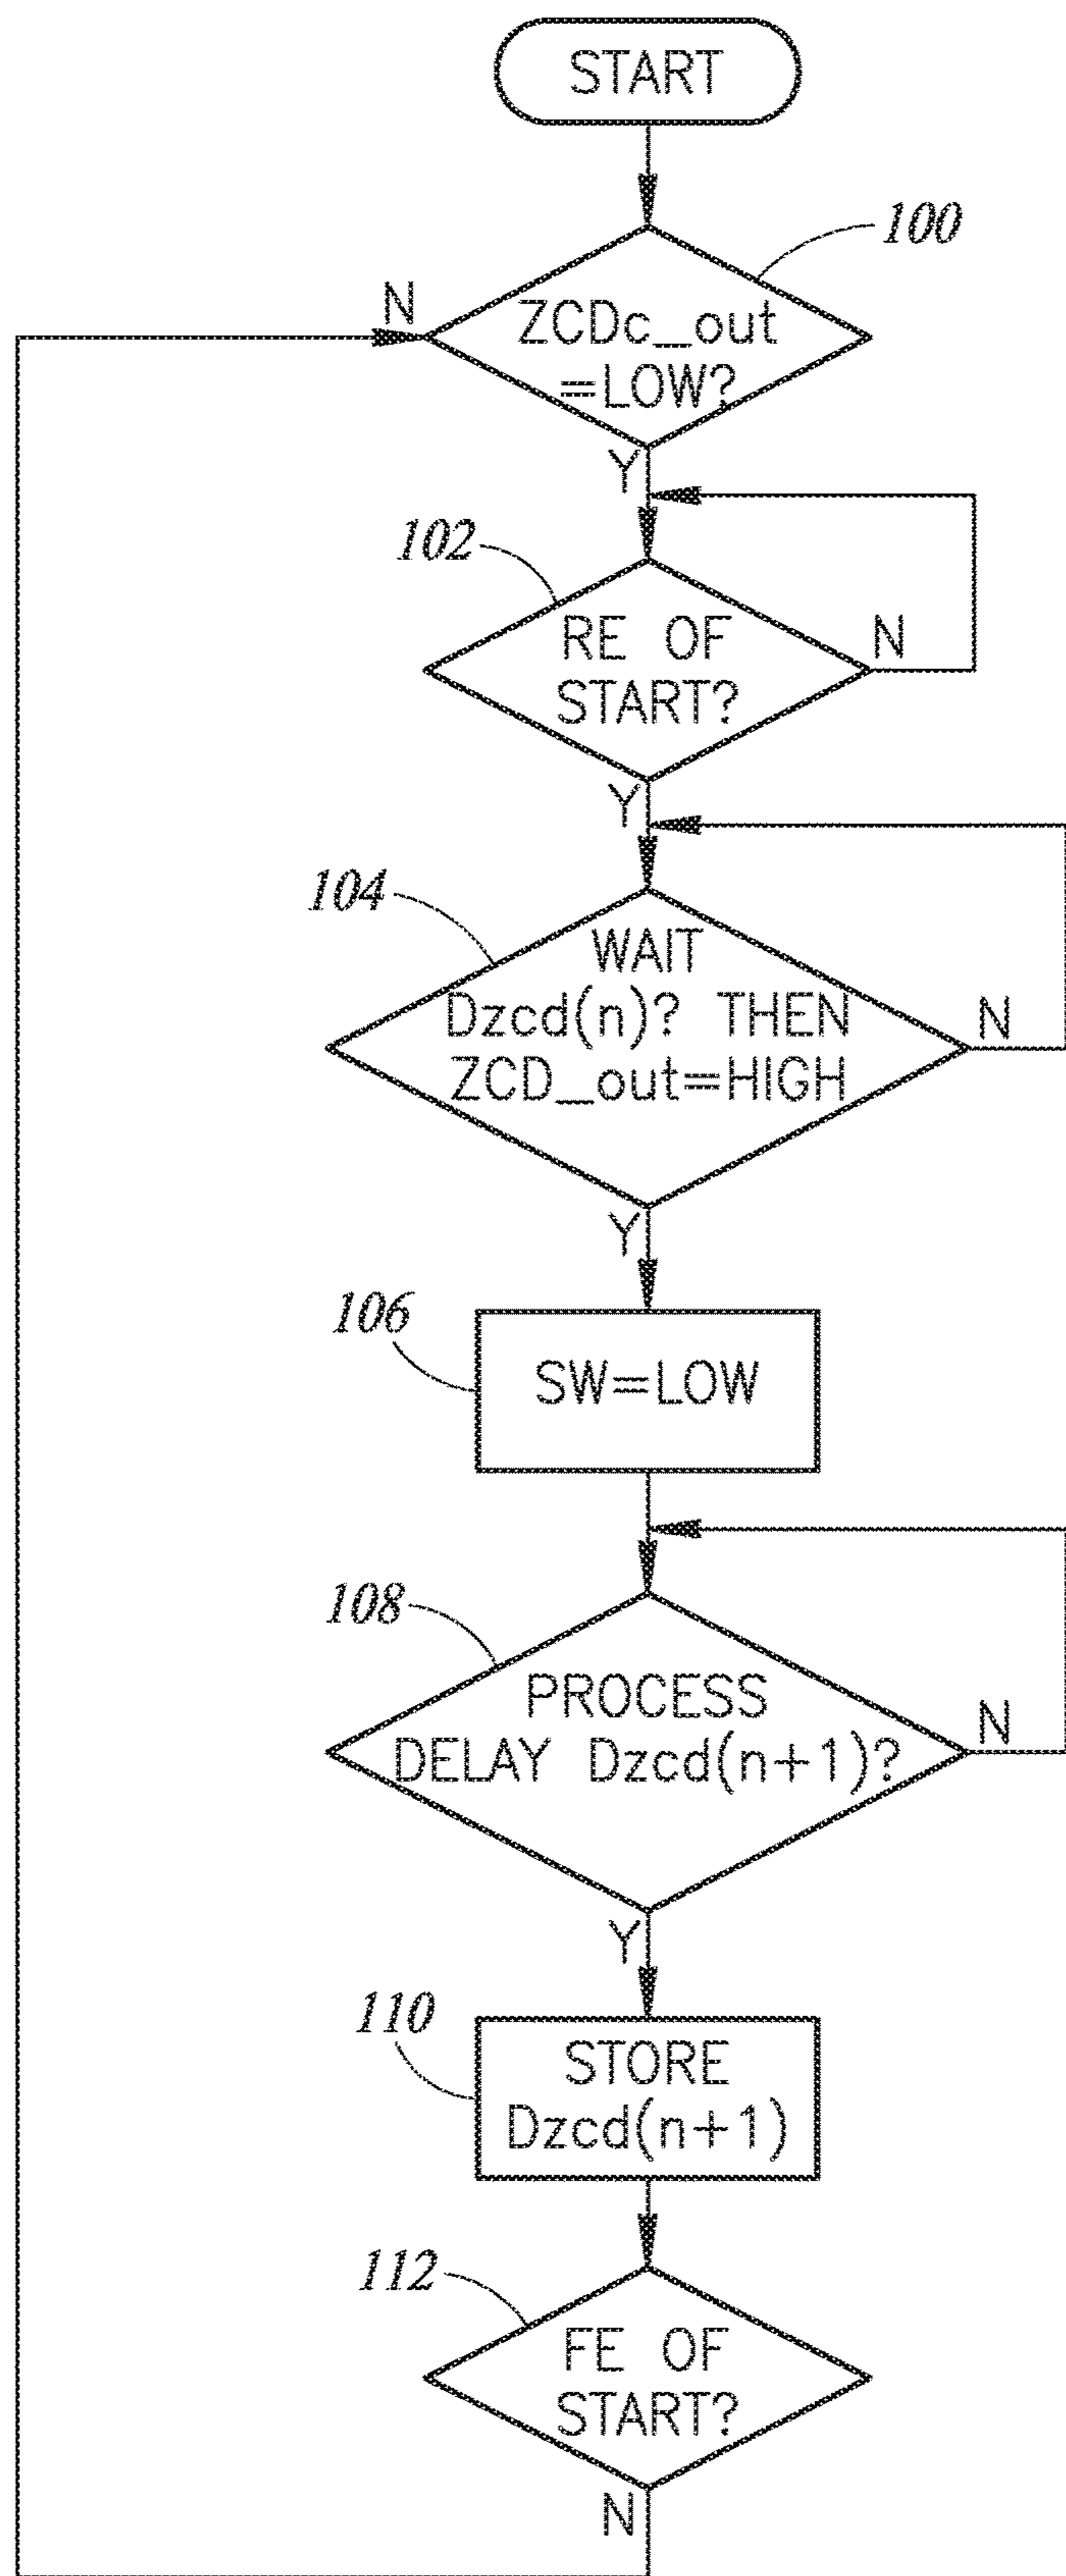 START
100
N
ZCDc_out
=LOW?
Y
102
RE OF
START?
N
Y
104
WAIT
Dzcd(n)? THEN
ZCD_out=HIGH
N
Y
106
SW=LOW
108
PROCESS
DELAY Dzcd(n+1)?
N
Y
110
STORE
Dzcd(n+1)
112
FE OF
START?
N